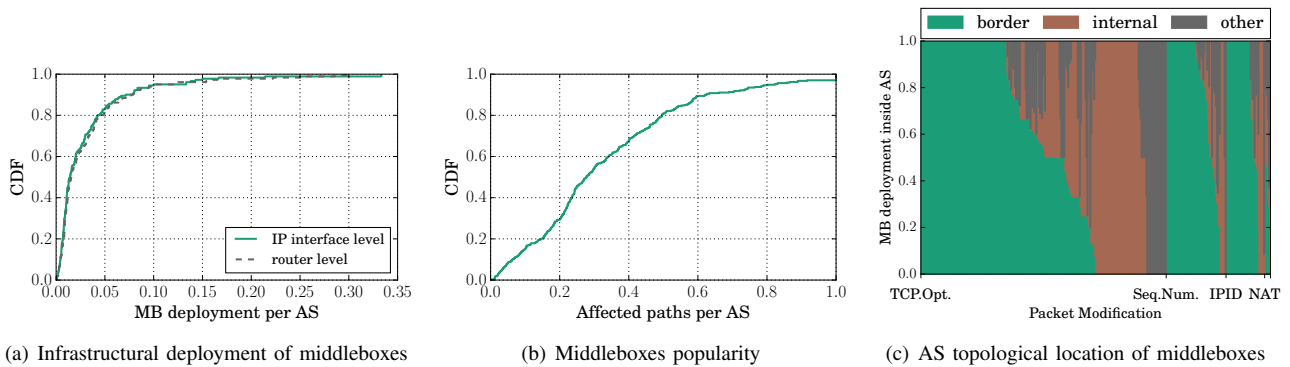 border internal other
1.0
0.8
0.6
0.4
0.2
0.0
CDF
IP interface level
router level
0.00 0.05 0.10 0.15 0.20 0.25 0.30 0.35
MB deployment per AS
(a) Infrastructural deployment of middleboxes
1.0
0.8
0.6
0.4
0.2
0.0
CDF
0.0 0.2 0.4 0.6 0.8 1.0
Affected paths per AS
(b) Middleboxes popularity
1.0
0.8
0.6
0.4
0.2
0.0
MB deployment inside AS
TCP.Opt. Seq.Num. IPID NAT
Packet Modification
(c) AS topological location of middleboxes